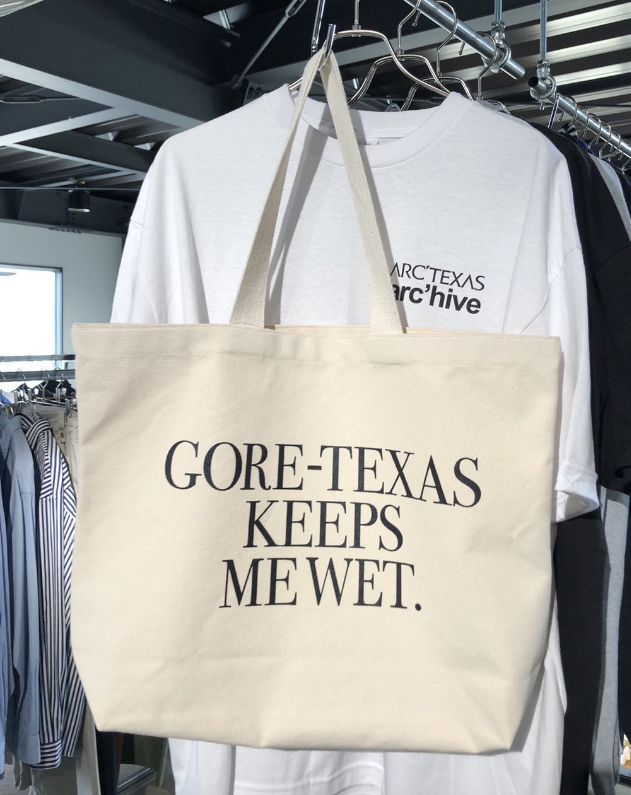 ARC'TEXAS
arc'hive
GORE-TEXAS
KEEPS
ME WET.